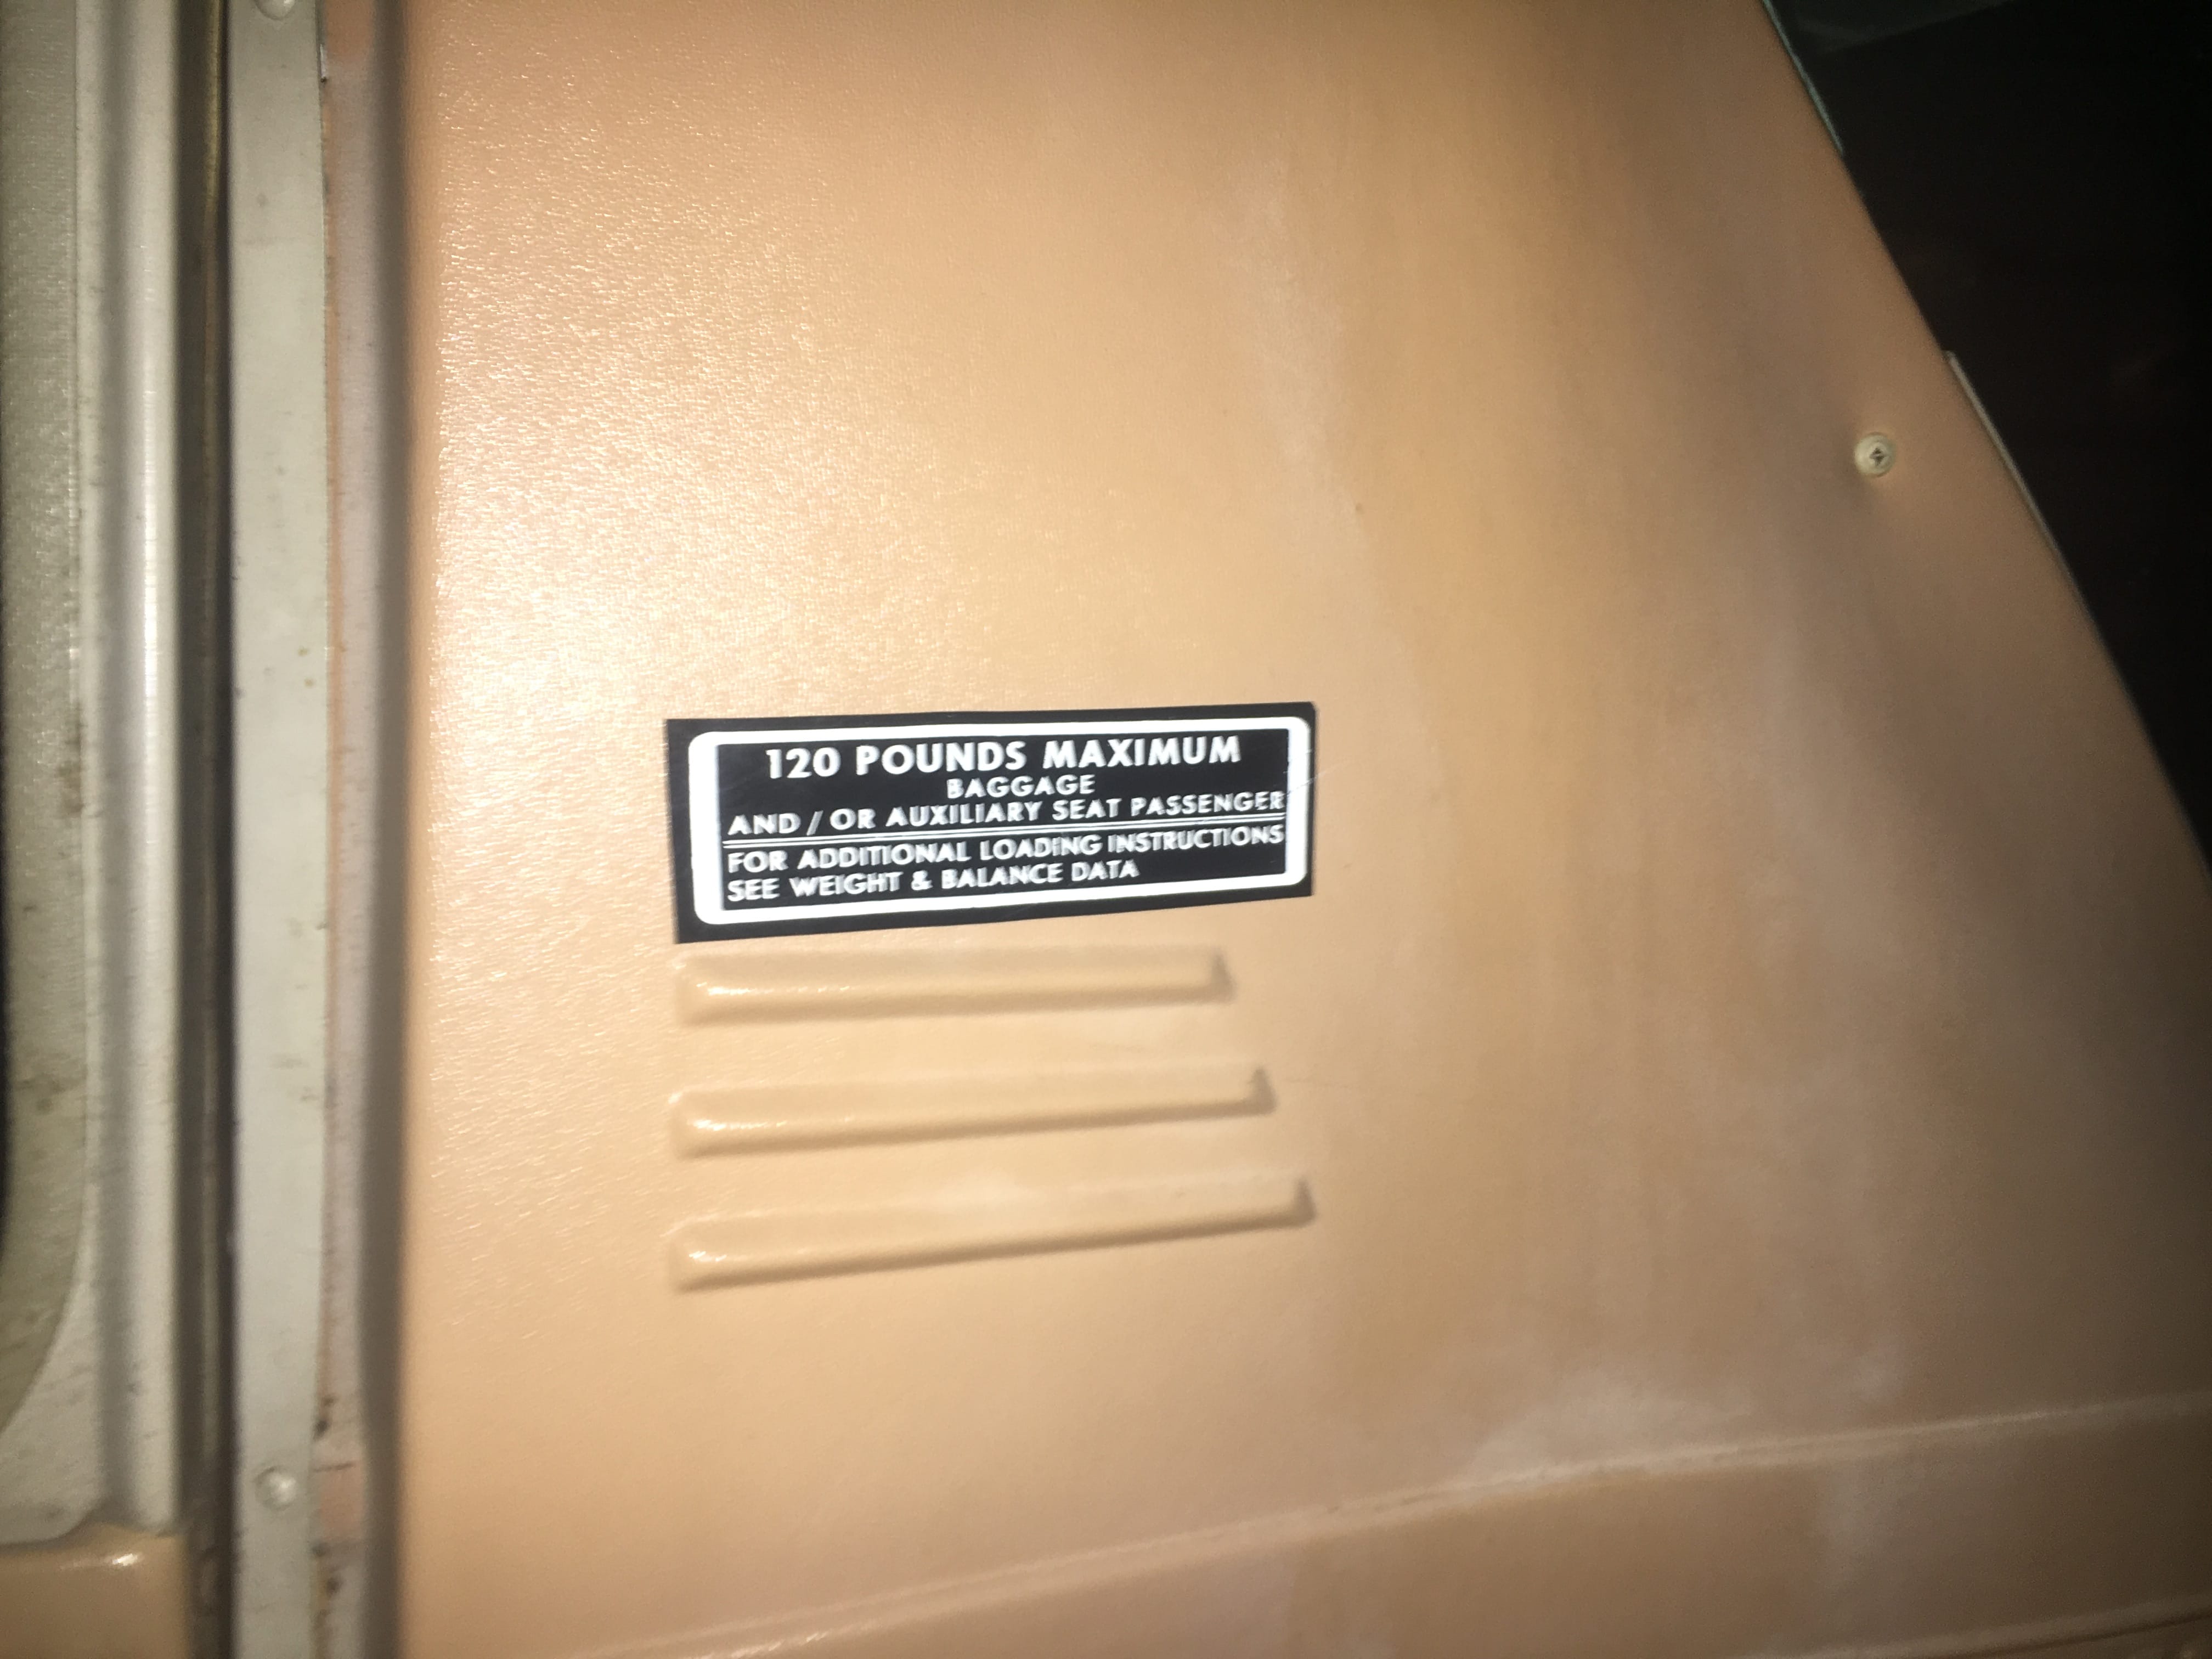 120 POUNDS MAXIMUM
BAGGAGE
AND / OR AUXILIARY SEAT PASSENGER
FOR ADDITIONAL LOADING INSTRUCTIONS
SEE WEIGHT & BALANCE DATA